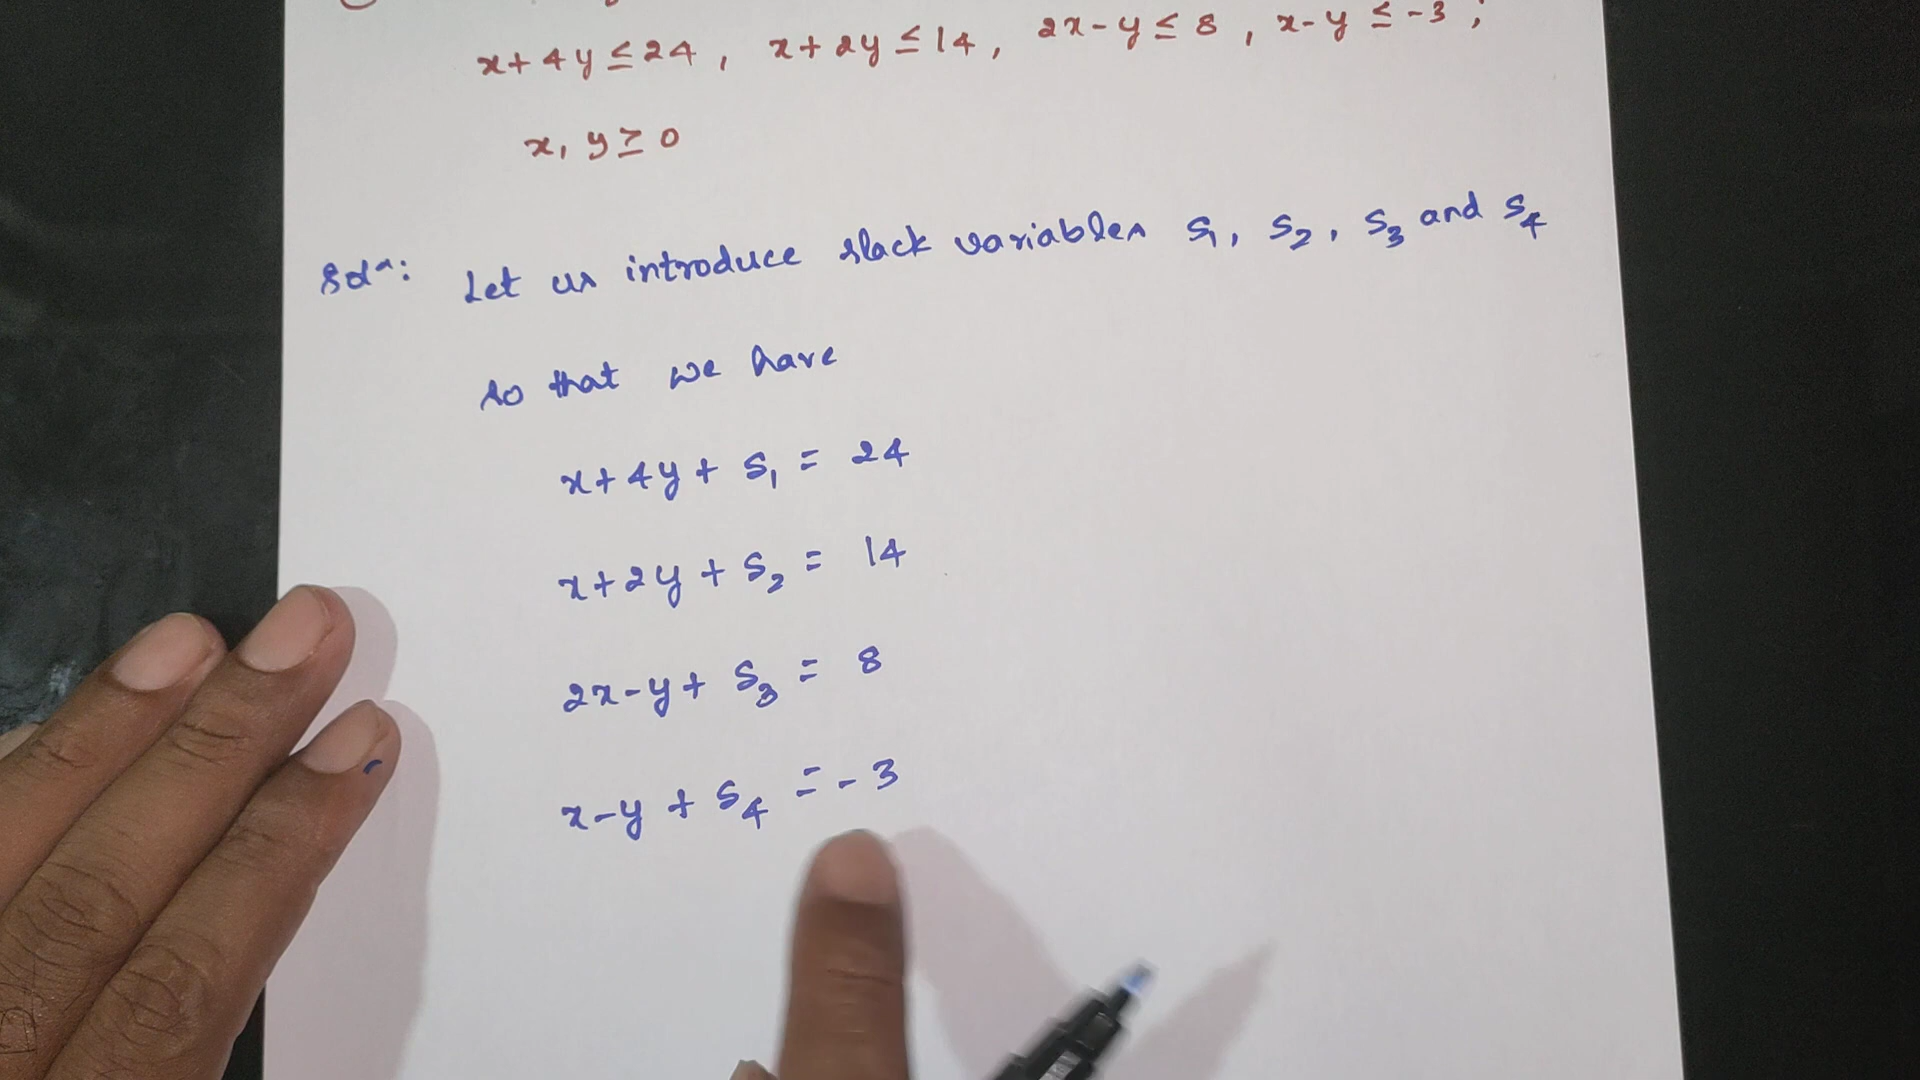 x+4y≤24, x+2y≤14, 2x-y≤8, x-y≤-3;
x, y≥0
Solⁿ: Let us introduce slack variables S₁, S₂, S₃ and S₄
so that we have
x+4y+S₁ = 24
x+2y+S₂ = 14
2x-y+S₃ = 8
x-y+S₄ = -3